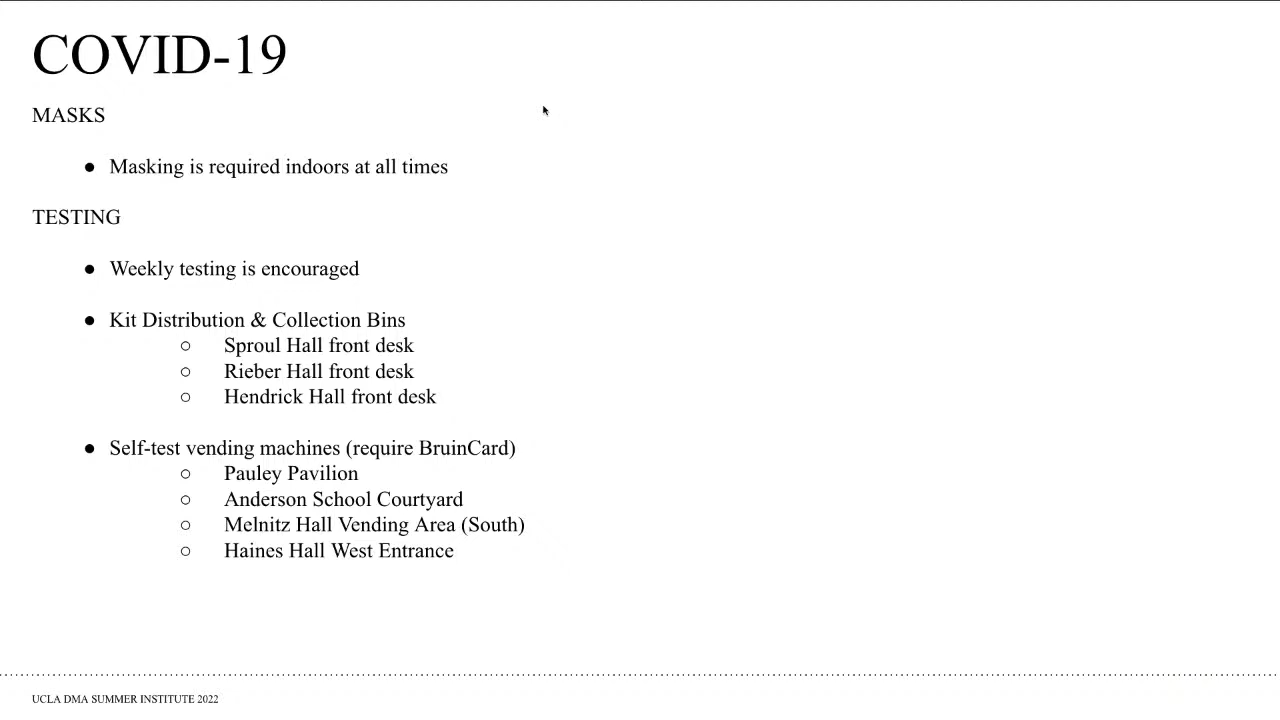 COVID-19
MASKS
● Masking is required indoors at all times
TESTING
● Weekly testing is encouraged
● Kit Distribution & Collection Bins
○ Sproul Hall front desk
○ Rieber Hall front desk
○ Hendrick Hall front desk
● Self-test vending machines (require BruinCard)
○ Pauley Pavilion
○ Anderson School Courtyard
○ Melnitz Hall Vending Area (South)
○ Haines Hall West Entrance
UCLA DMA SUMMER INSTITUTE 2022